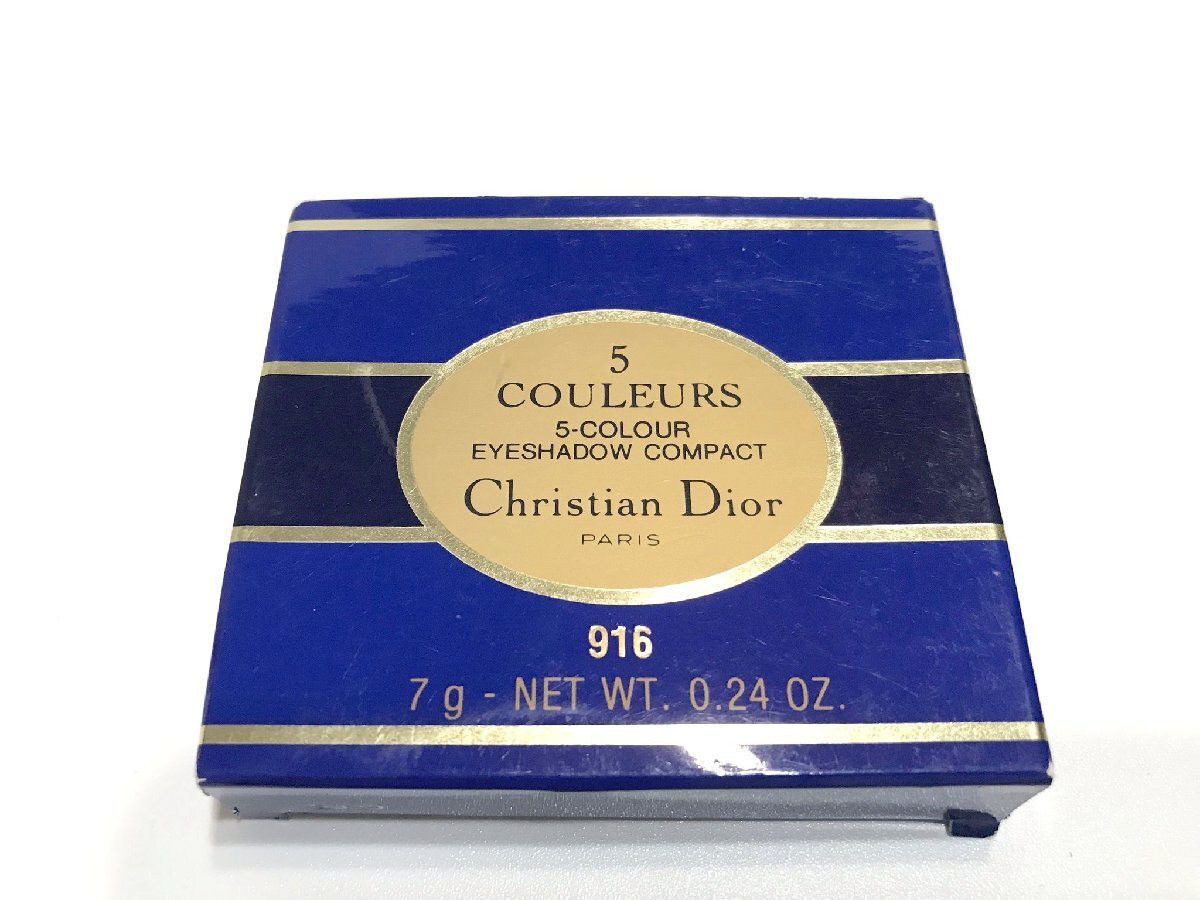 5
COULEURS
5-COLOUR
EYESHADOW COMPACT
Christian Dior
PARIS
916
7 g - NET WT. 0.24 OZ.